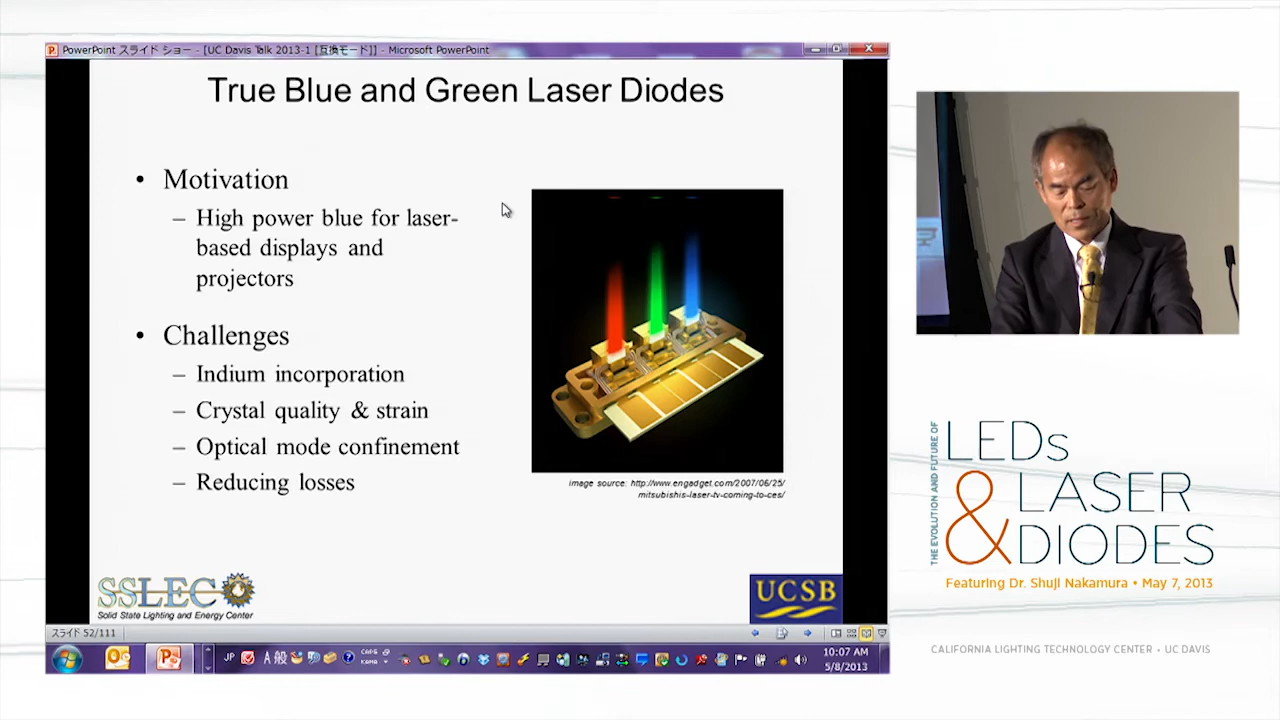 PowerPoint スライド ショー - [UC Davis Talk 2013-1 [互換モード]] - Microsoft PowerPoint
True Blue and Green Laser Diodes
• Motivation
– High power blue for laser-
based displays and
projectors
• Challenges
– Indium incorporation
– Crystal quality & strain
– Optical mode confinement
– Reducing losses
image source: http://www.engadget.com/2007/06/25/
mitsubishis-laser-tv-coming-to-ces/
SSLEC
Solid State Lighting and Energy Center
UCSB
スライド 52/111
JP
A 般
CAPS
KANA
10:07 AM
5/8/2013
THE EVOLUTION AND FUTURE OF
LEDs
& LASER
DIODES
Featuring Dr. Shuji Nakamura • May 7, 2013
CALIFORNIA LIGHTING TECHNOLOGY CENTER • UC DAVIS